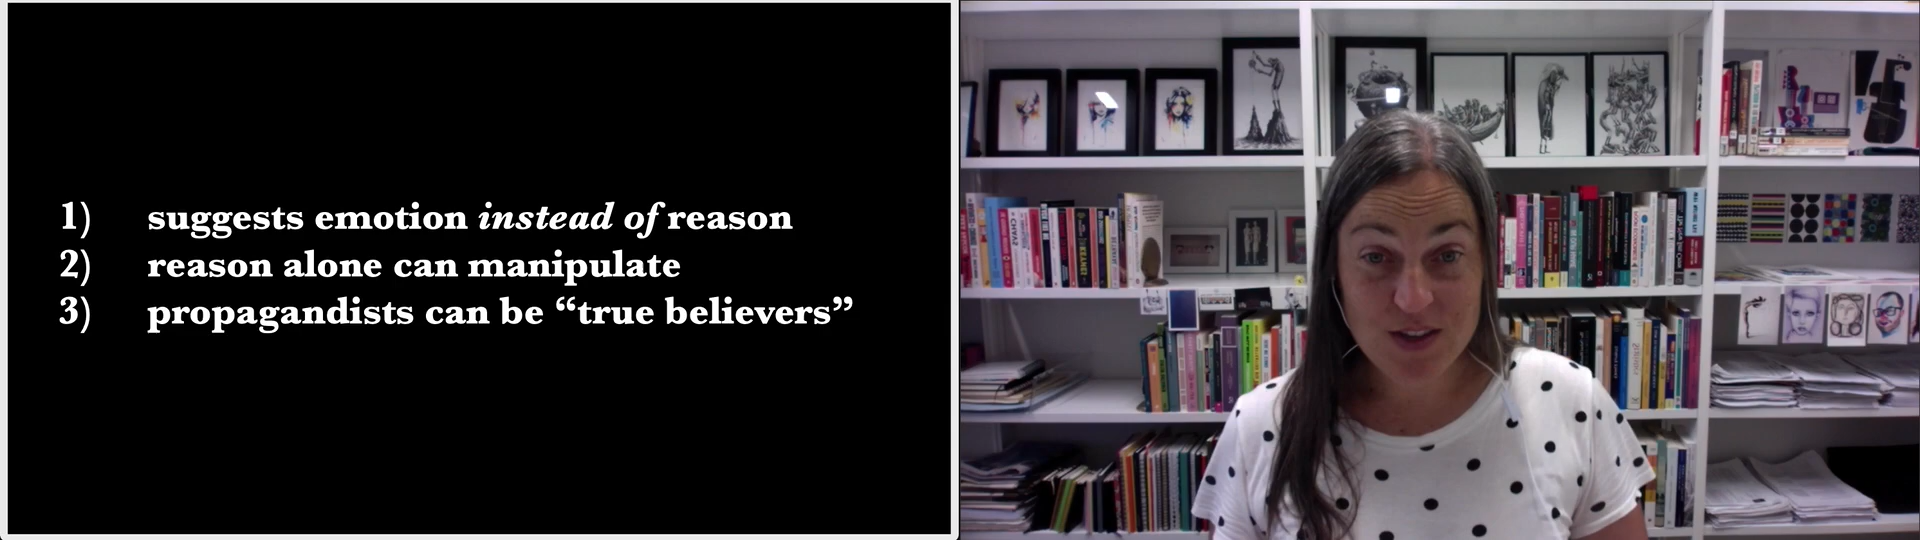 1) suggests emotion instead of reason
2) reason alone can manipulate
3) propagandists can be “true believers”